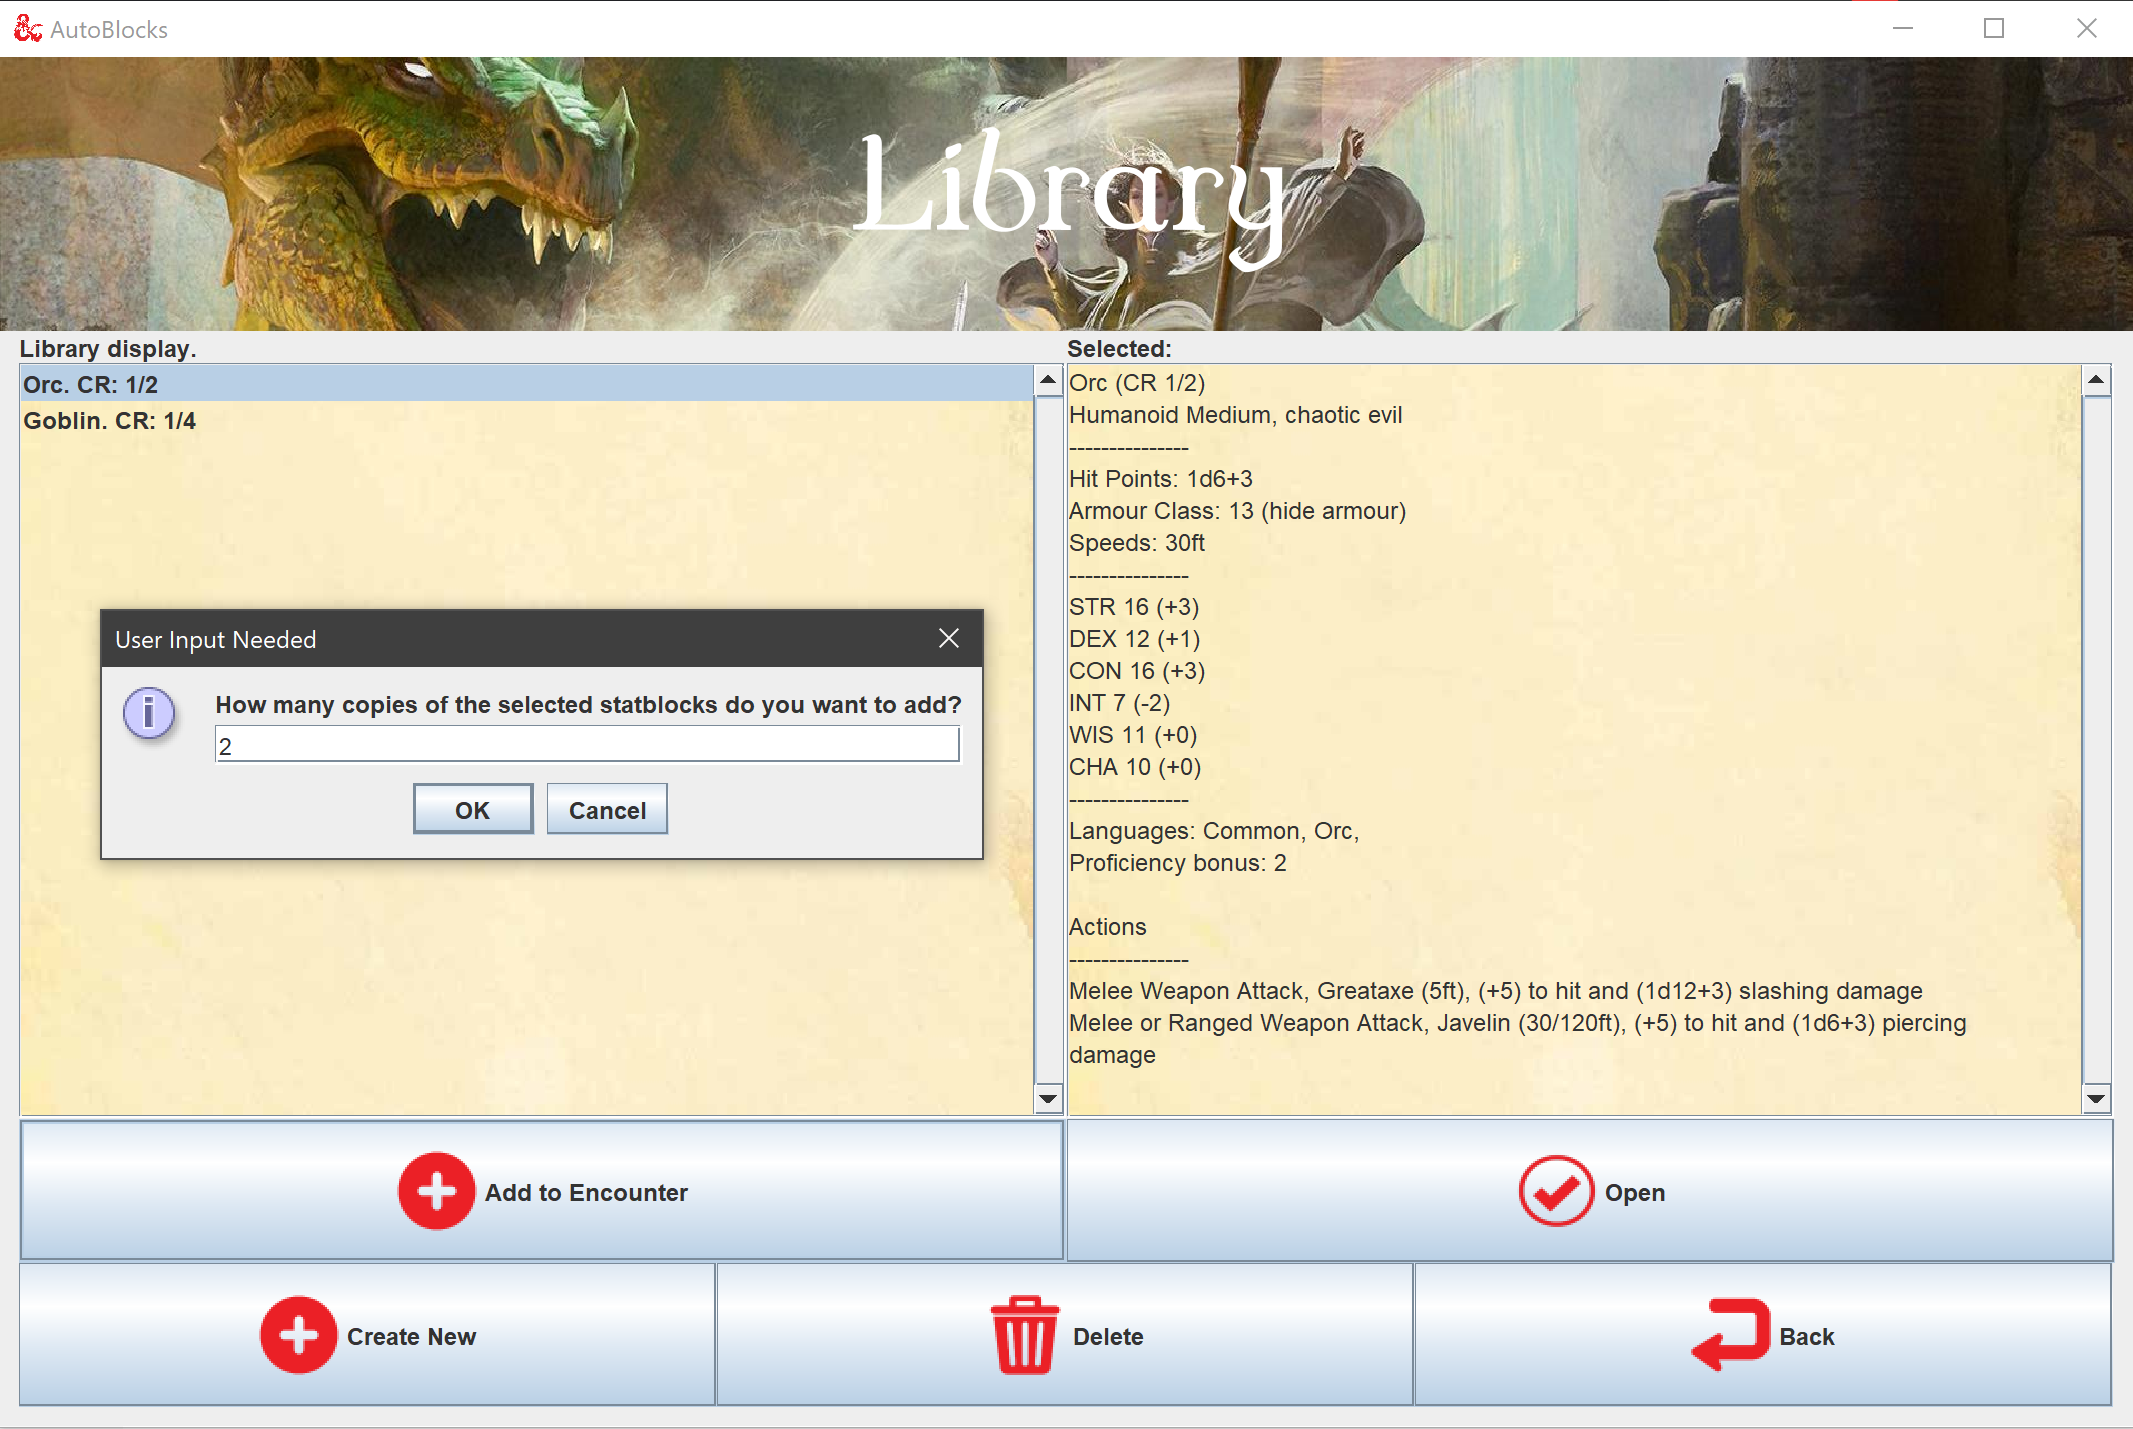 AutoBlocks
Library
Library display.
Orc. CR: 1/2
Goblin. CR: 1/4
User Input Needed
How many copies of the selected statblocks do you want to add?
2
OK
Cancel
Selected:
Orc (CR 1/2)
Humanoid Medium, chaotic evil
---------------
Hit Points: 1d6+3
Armour Class: 13 (hide armour)
Speeds: 30ft
---------------
STR 16 (+3)
DEX 12 (+1)
CON 16 (+3)
INT 7 (-2)
WIS 11 (+0)
CHA 10 (+0)
---------------
Languages: Common, Orc,
Proficiency bonus: 2
Actions
---------------
Melee Weapon Attack, Greataxe (5ft), (+5) to hit and (1d12+3) slashing damage
Melee or Ranged Weapon Attack, Javelin (30/120ft), (+5) to hit and (1d6+3) piercing
damage
Add to Encounter
Open
Create New
Delete
Back